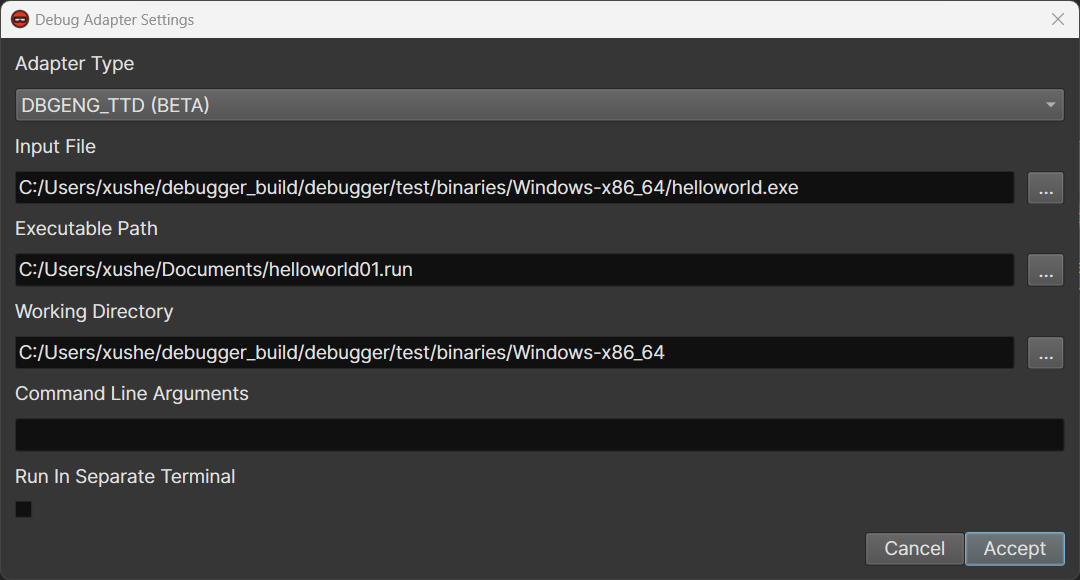 Debug Adapter Settings
Adapter Type
DBGENG_TTD (BETA)
Input File
C:/Users/xushe/debugger_build/debugger/test/binaries/Windows-x86_64/helloworld.exe
...
Executable Path
C:/Users/xushe/Documents/helloworld01.run
...
Working Directory
C:/Users/xushe/debugger_build/debugger/test/binaries/Windows-x86_64
...
Command Line Arguments
Run In Separate Terminal
Cancel Accept